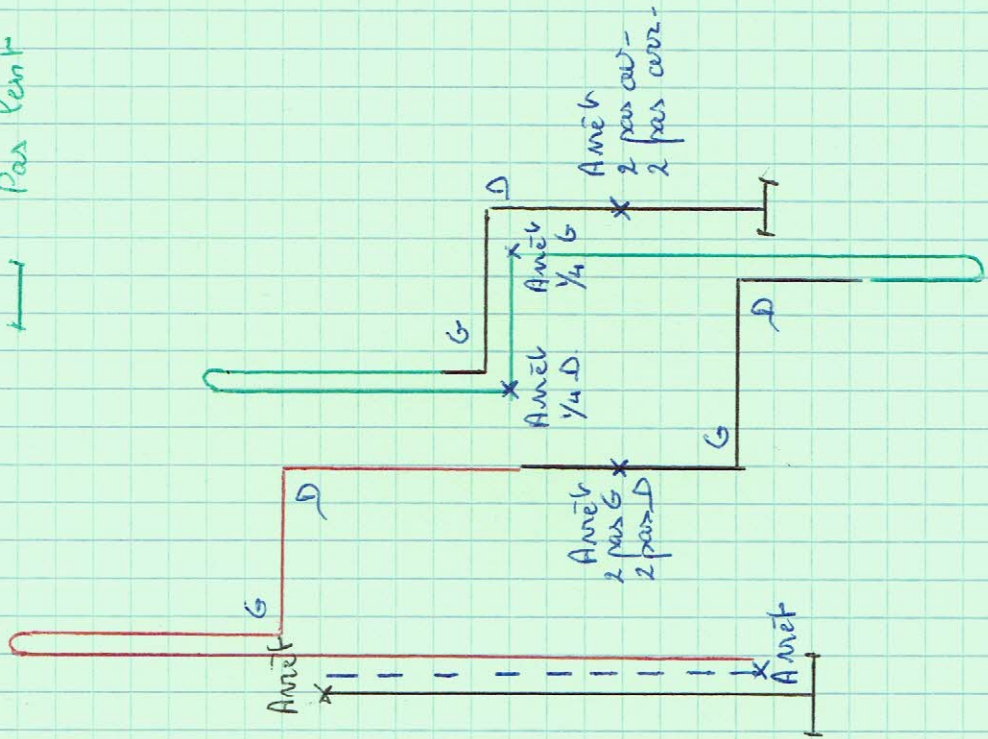 Pas lent
D
Arrêt
2 pas av-
2 pas arr-
G
Arrêt
1/4 G
Arrêt
1/4 D.
D
G
D
Arrêt
2 pas G
2 pas D
G
Arrêt
Arrêt